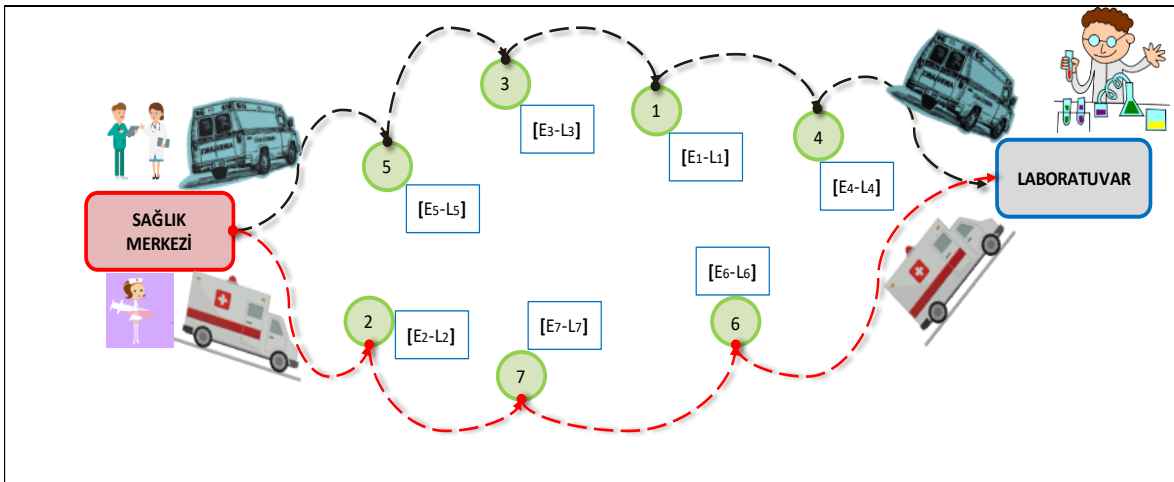 3
[E3-L3]
1
[E1-L1]
4
[E4-L4]
5
[E5-L5]
SAĞLIK
MERKEZİ
LABORATUVAR
2
[E2-L2]
7
[E7-L7]
6
[E6-L6]